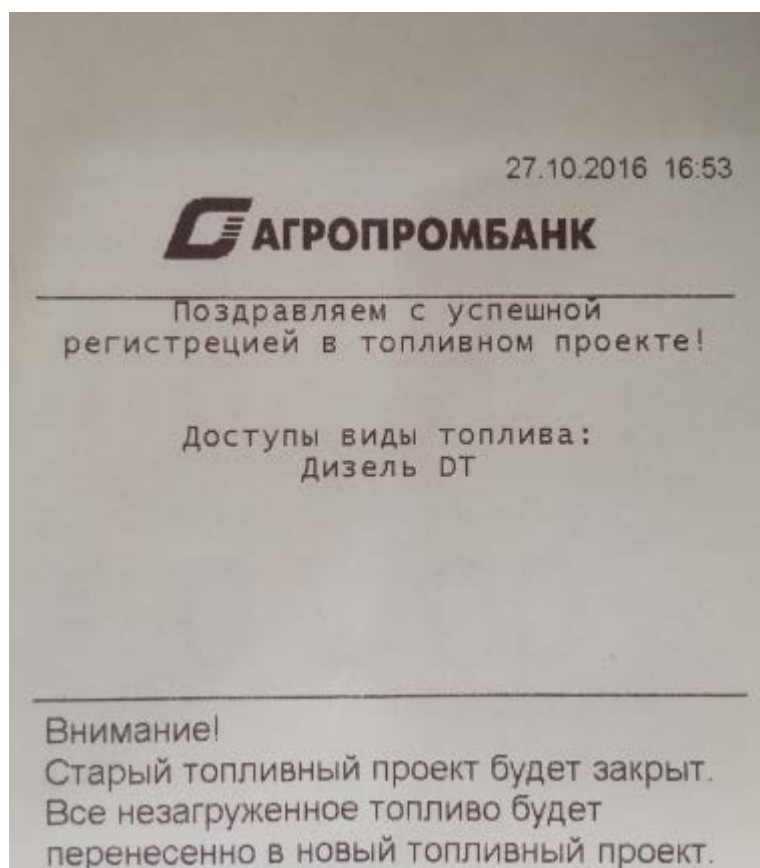 27.10.2016 16:53
АГРОПРОМБАНК
Поздравляем с успешной
регистрецией в топливном проекте!
Доступы виды топлива:
Дизель DT
Внимание!
Старый топливный проект будет закрыт.
Все незагруженное топливо будет
перенесенно в новый топливный проект.